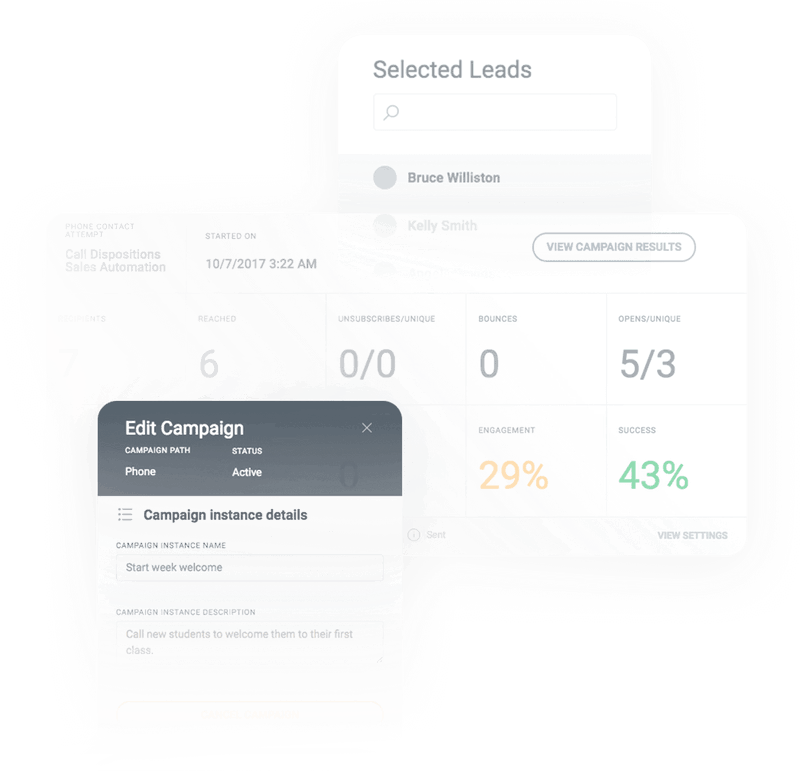 Selected Leads
Bruce Williston
Kelly Smith
PHONE CONTACT
ATTEMPT
Call Dispositions
Sales Automation
STARTED ON
10/7/2017 3:22 AM
VIEW CAMPAIGN RESULTS
REACHED
UNSUBSCRIBES/UNIQUE
BOUNCES
OPENS/UNIQUE
7
6
0/0
0
5/3
Edit Campaign
CAMPAIGN PATH
STATUS
Phone
Active
0
ENGAGEMENT
SUCCESS
29%
43%
Campaign instance details
Sent
VIEW SETTINGS
CAMPAIGN INSTANCE NAME
Start week welcome
CAMPAIGN INSTANCE DESCRIPTION
Call new students to welcome them to their first
class.